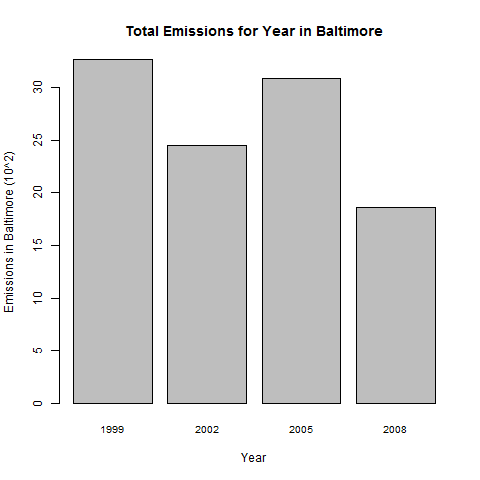 Total Emissions for Year in Baltimore
Emissions in Baltimore (10^2)
30
25
20
15
10
5
0
1999 2002 2005 2008
Year